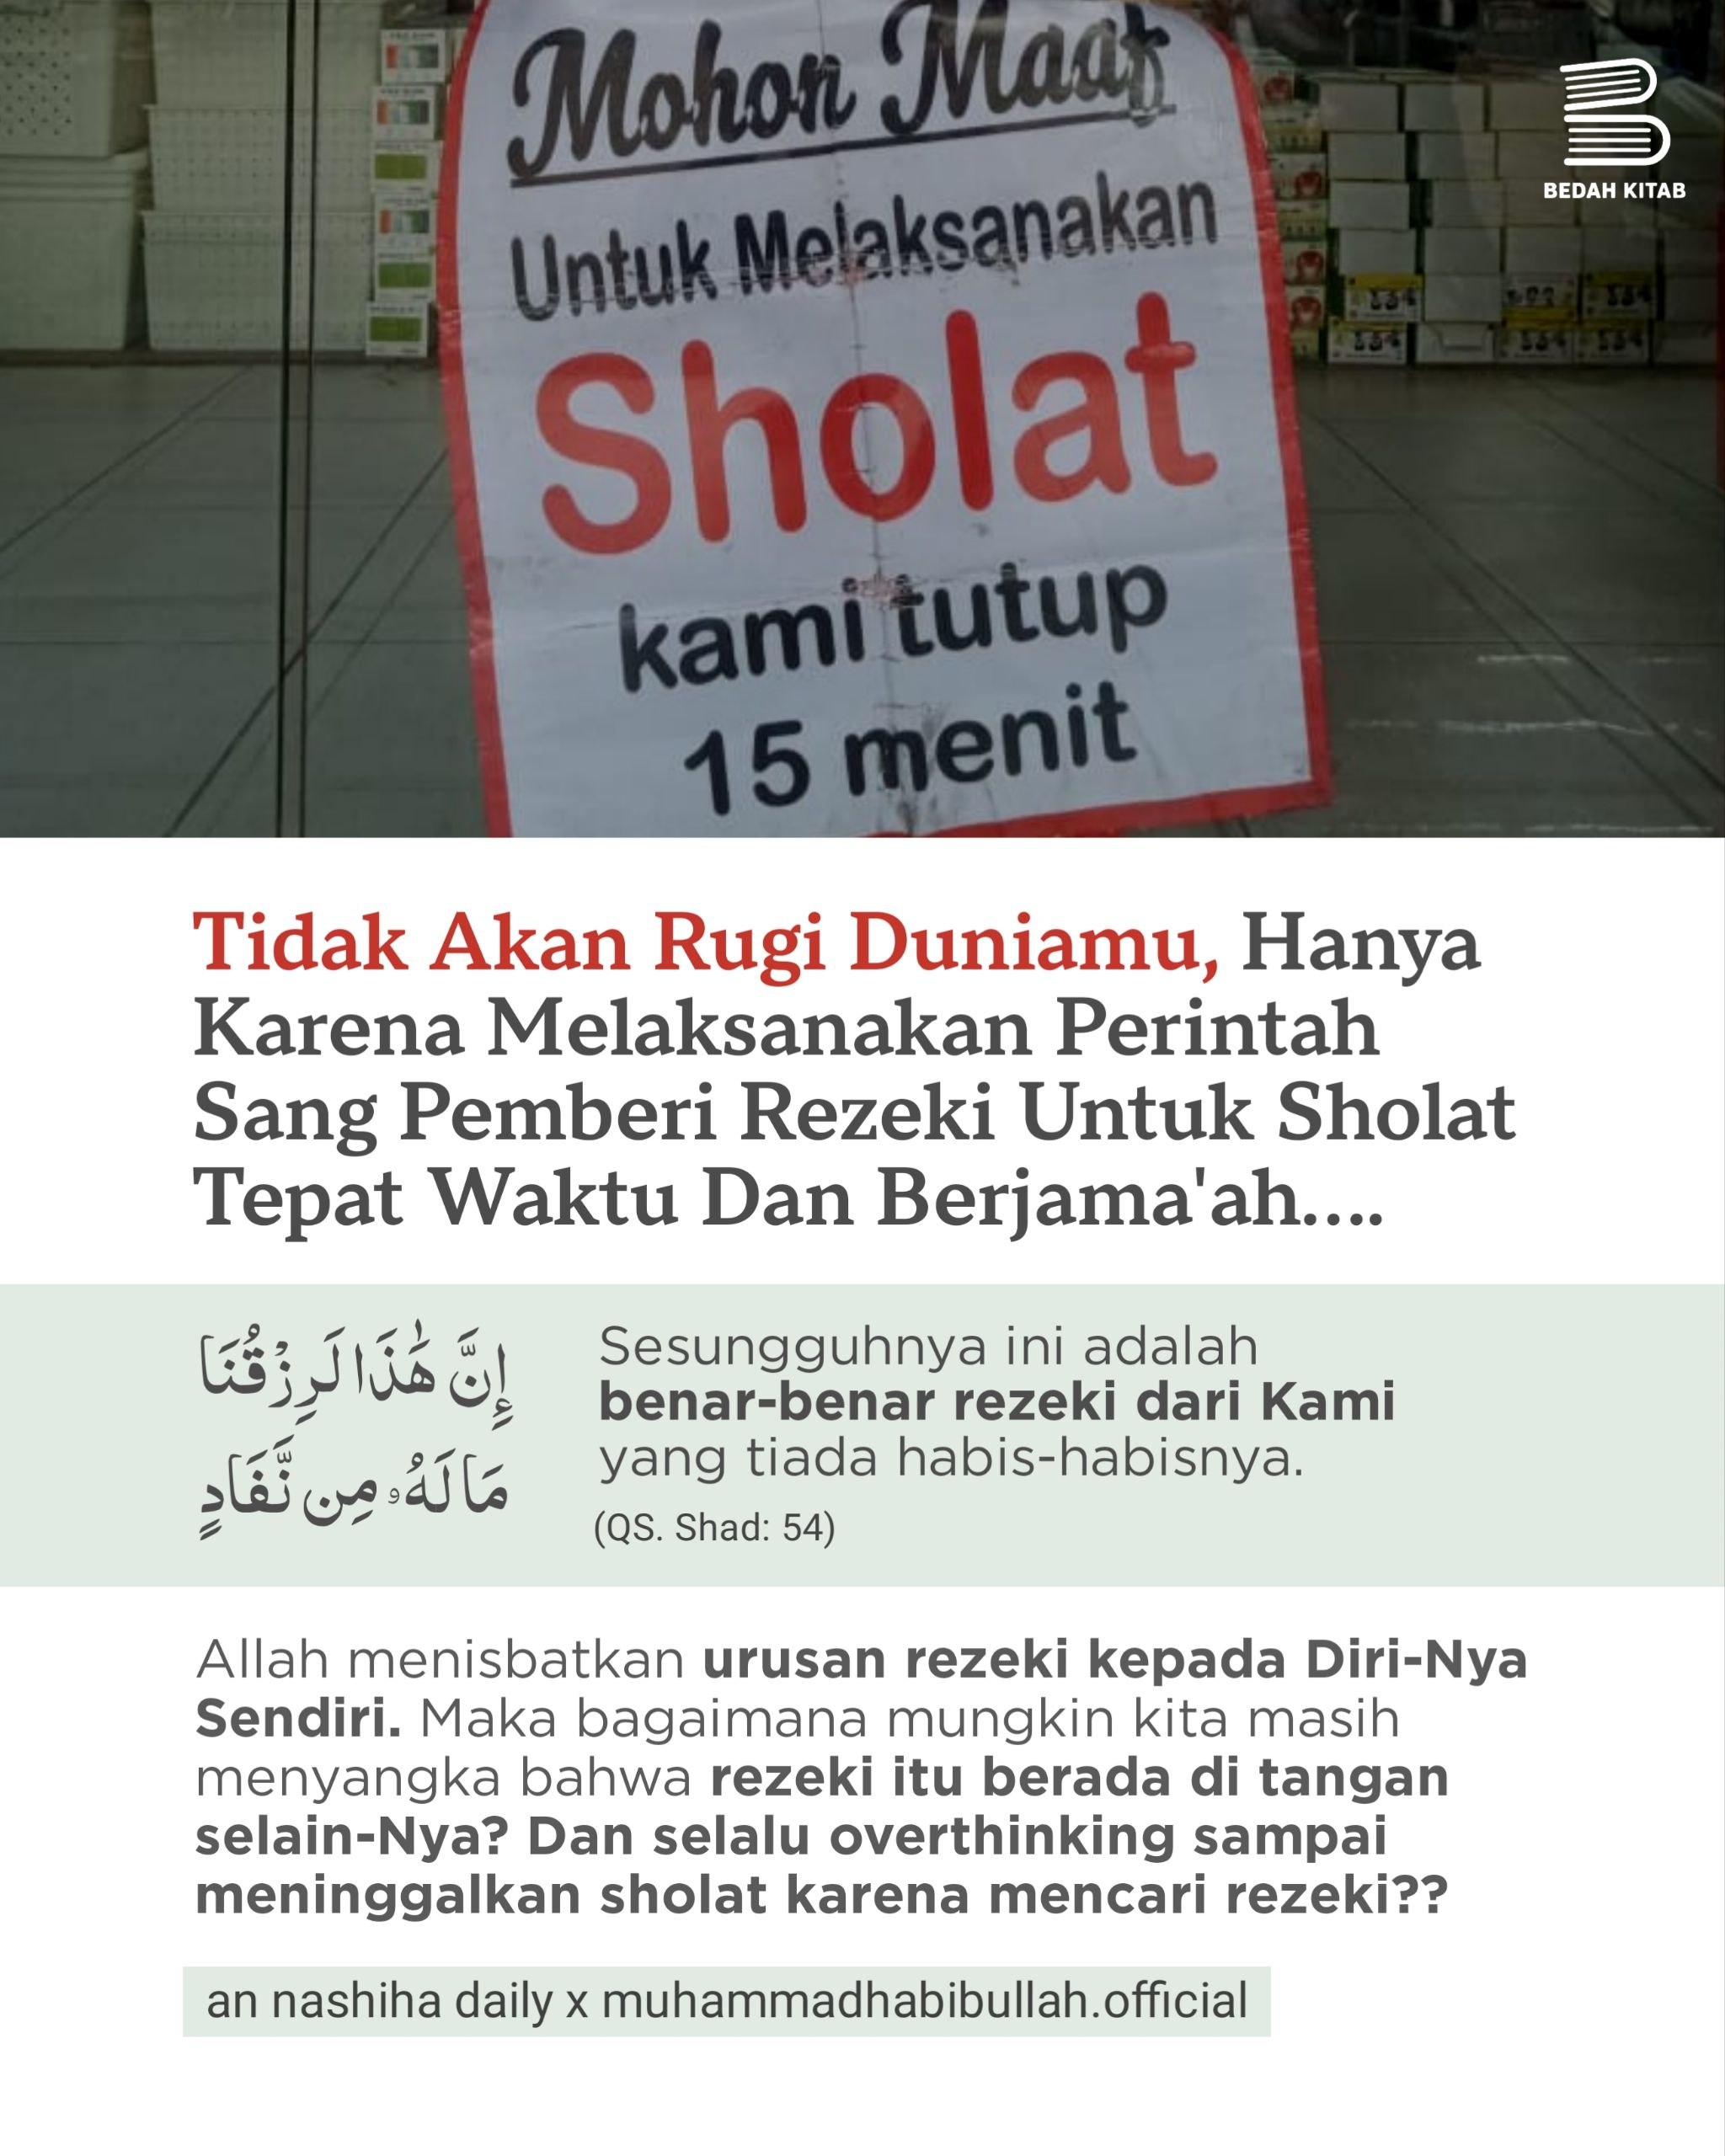 Mohon Maaf
Untuk Melaksanakan
Sholat
kami tutup
15 menit
BEDAH KITAB
Tidak Akan Rugi Duniamu, Hanya
Karena Melaksanakan Perintah
Sang Pemberi Rezeki Untuk Sholat
Tepat Waktu Dan Berjama'ah....
إِنَّ هَٰذَا لَرِزْقُنَا
مَا لَهُۥ مِن نَّفَادٍ
Sesungguhnya ini adalah
benar-benar rezeki dari Kami
yang tiada habis-habisnya.
(QS. Shad: 54)
Allah menisbatkan urusan rezeki kepada Diri-Nya
Sendiri. Maka bagaimana mungkin kita masih
menyangka bahwa rezeki itu berada di tangan
selain-Nya? Dan selalu overthinking sampai
meninggalkan sholat karena mencari rezeki??
an nashiha daily x muhammadhabibullah.official